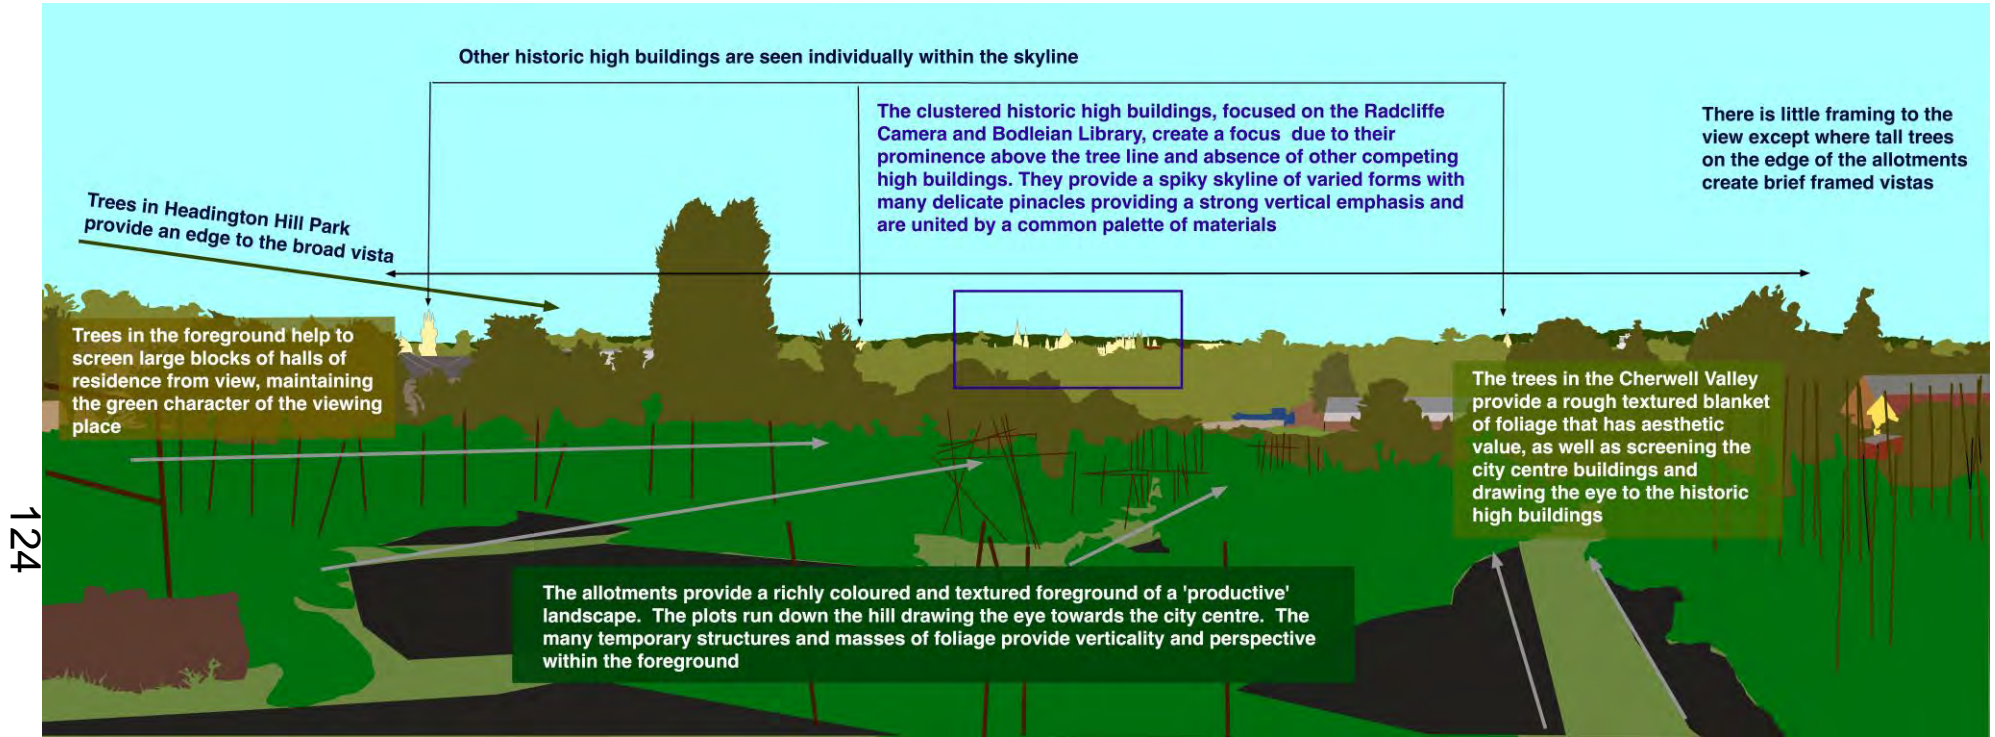 Other historic high buildings are seen individually within the skyline
The clustered historic high buildings, focused on the Radcliffe
Camera and Bodleian Library, create a focus due to their
prominence above the tree line and absence of other competing
high buildings. They provide a spiky skyline of varied forms with
many delicate pinacles providing a strong vertical emphasis and
are united by a common palette of materials
There is little framing to the
view except where tall trees
on the edge of the allotments
create brief framed vistas
Trees in Headington Hill Park
provide an edge to the broad vista
Trees in the foreground help to
screen large blocks of halls of
residence from view, maintaining
the green character of the viewing
place
The trees in the Cherwell Valley
provide a rough textured blanket
of foliage that has aesthetic
value, as well as screening the
city centre buildings and
drawing the eye to the historic
high buildings
The allotments provide a richly coloured and textured foreground of a 'productive'
landscape. The plots run down the hill drawing the eye towards the city centre. The
many temporary structures and masses of foliage provide verticality and perspective
within the foreground
124